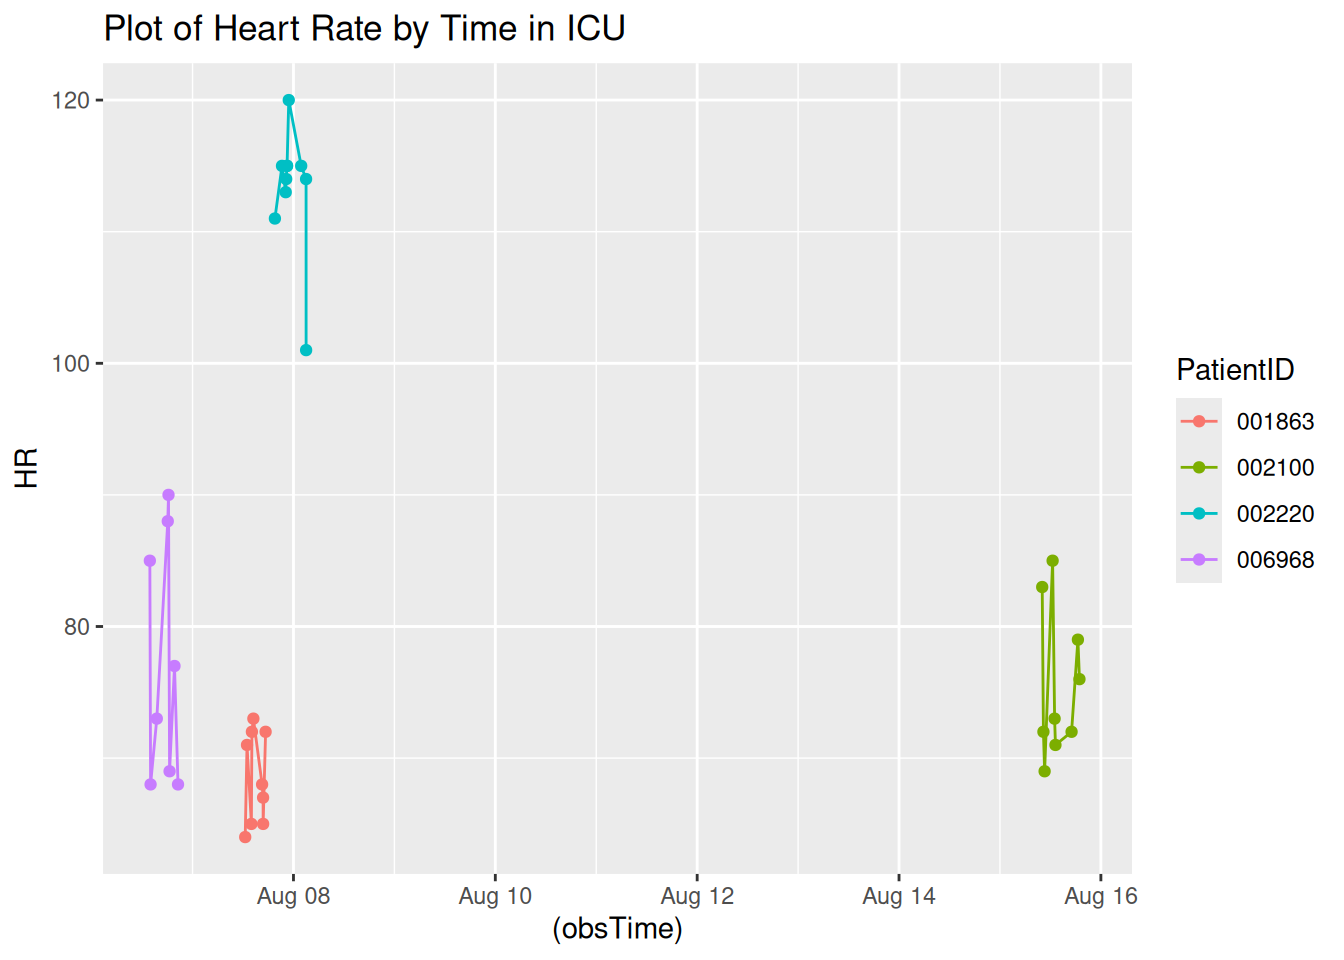 Plot of Heart Rate by Time in ICU
120
100
80
HR
Aug 08
Aug 10
Aug 12
Aug 14
Aug 16
(obsTime)
PatientID
001863
002100
002220
006968